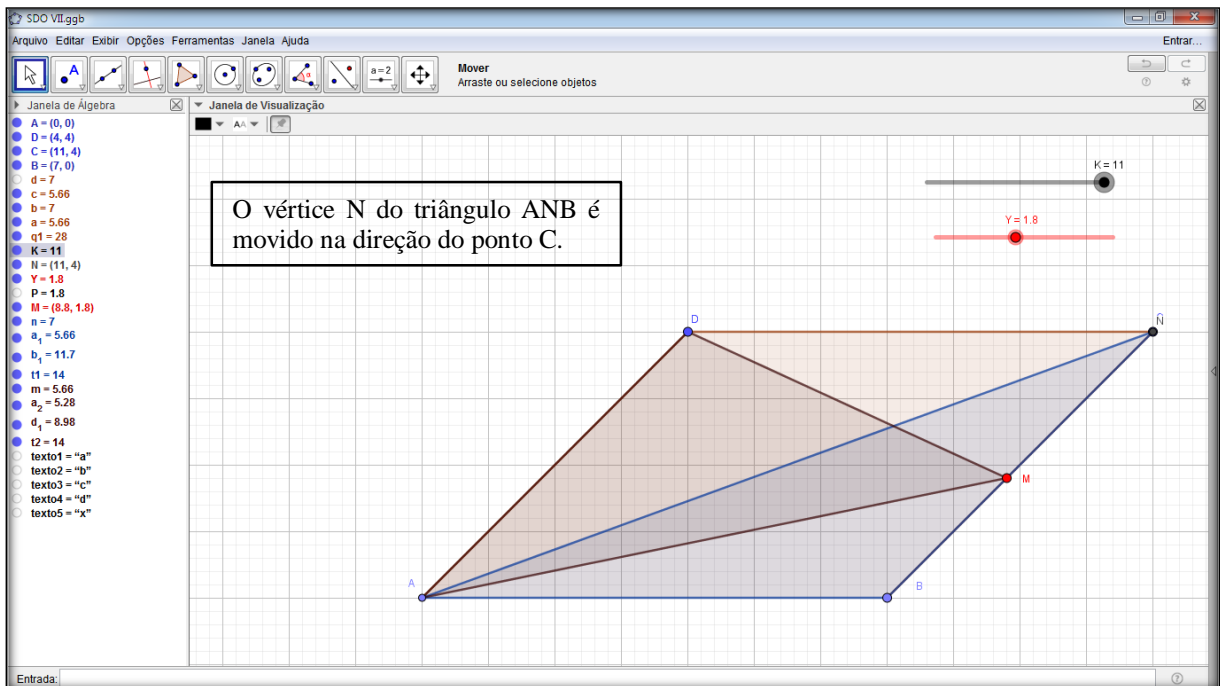 SDO VII.ggb
Arquivo Editar Exibir Opções Ferramentas Janela Ajuda
Entrar...
A
a=2
Mover
Arraste ou selecione objetos
Janela de Álgebra
Janela de Visualização
AA
A = (0, 0)
D = (4, 4)
C = (11, 4)
B = (7, 0)
d = 7
c = 5.66
b = 7
a = 5.66
q1 = 28
K = 11
N = (11, 4)
Y = 1.8
P = 1.8
M = (8.8, 1.8)
n = 7
a₁ = 5.66
b₁ = 11.7
t1 = 14
m = 5.66
a₂ = 5.28
d₁ = 8.98
t2 = 14
texto1 = “a”
texto2 = “b”
texto3 = “c”
texto4 = “d”
texto5 = “x”
O vértice N do triângulo ANB é
movido na direção do ponto C.
K = 11
Y = 1.8
D
M
A
B
Entrada: